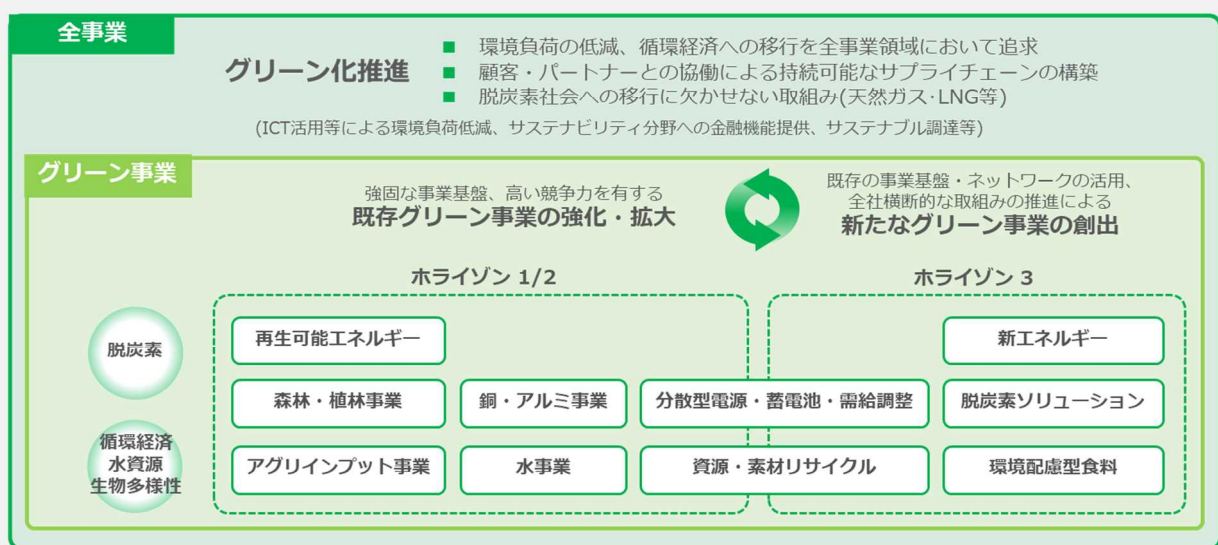 全事業
グリーン化推進
■ 環境負荷の低減、循環経済への移行を全事業領域において追求
■ 顧客・パートナーとの協働による持続可能なサプライチェーンの構築
■ 脱炭素社会への移行に欠かせない取組み(天然ガス･LNG等)
(ICT活用等による環境負荷低減、サステナビリティ分野への金融機能提供、サステナブル調達等)
グリーン事業
強固な事業基盤、高い競争力を有する
既存グリーン事業の強化・拡大
既存の事業基盤・ネットワークの活用、
全社横断的な取組みの推進による
新たなグリーン事業の創出
ホライゾン 1/2
ホライゾン 3
脱炭素
再生可能エネルギー
新エネルギー
森林・植林事業
銅・アルミ事業
分散型電源・蓄電池・需給調整
脱炭素ソリューション
循環経済
水資源
生物多様性
アグリインプット事業
水事業
資源・素材リサイクル
環境配慮型食料